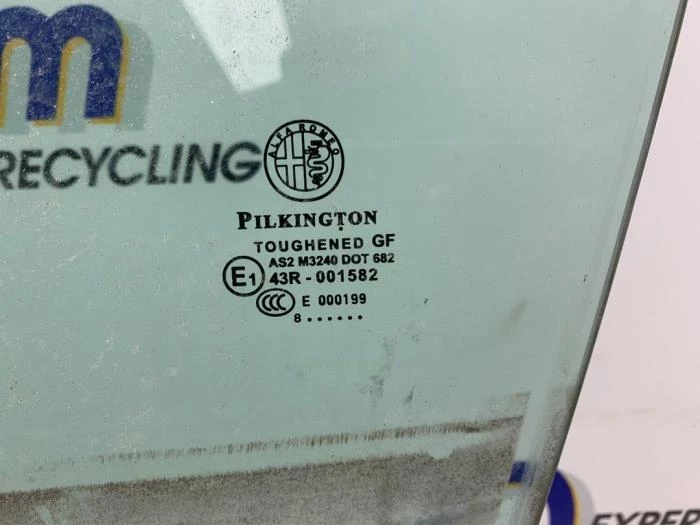 m
RECYCLING
ALFA ROMEO
PILKINGTON
TOUGHENED GF
AS2 M3240 DOT 682
E1 43R - 001582
CCC E 000199
8 . . . . . .
EXPER